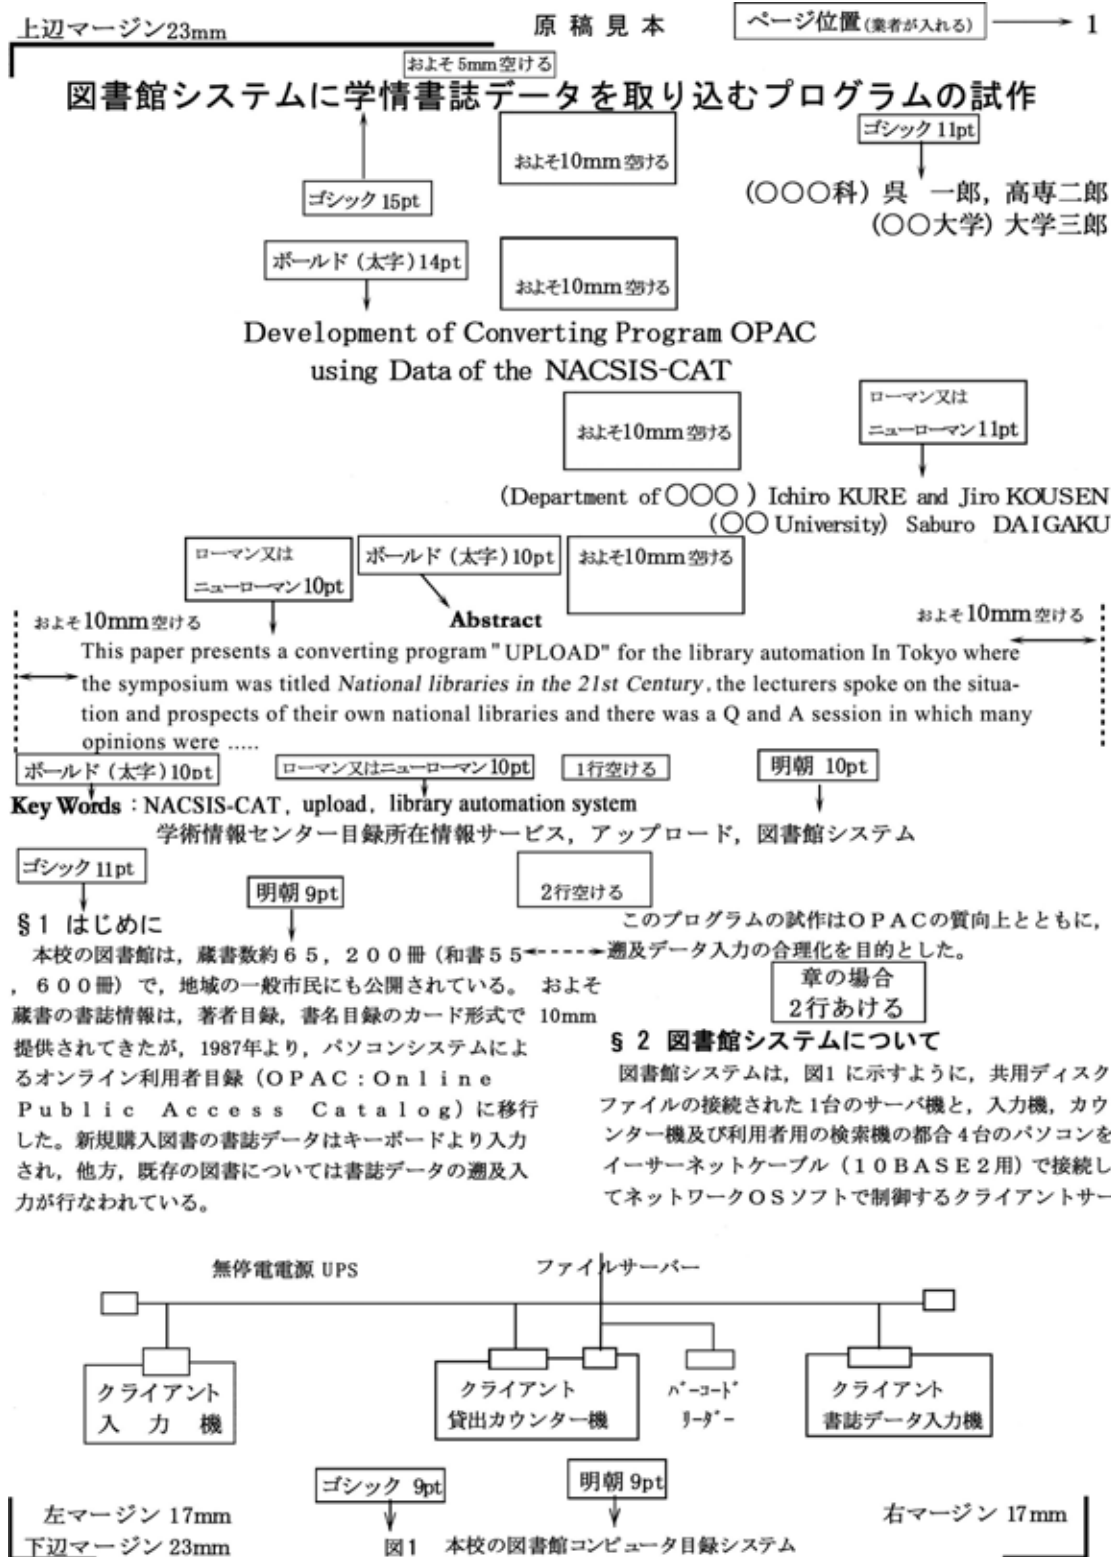 上辺マージン23mm
原 稿 見 本
ページ位置(業者が入れる)
1
およそ5mm空ける
図書館システムに学情書誌データを取り込むプログラムの試作
およそ10mm空ける
ゴシック11pt
ゴシック15pt
(○○○科) 呉 一郎, 高専二郎
(○○大学) 大学三郎
ボールド (太字)14pt
およそ10mm空ける
Development of Converting Program OPAC
using Data of the NACSIS-CAT
およそ10mm空ける
ローマン又は
ニューローマン11pt
(Department of ○○○ ) Ichiro KURE and Jiro KOUSEN
(○○ University) Saburo DAIGAKU
ローマン又は
ニューローマン10pt
ボールド (太字)10pt
およそ10mm空ける
Abstract
およそ10mm空ける
およそ10mm空ける
This paper presents a converting program "UPLOAD" for the library automation In Tokyo where
the symposium was titled National libraries in the 21st Century, the lecturers spoke on the situa-
tion and prospects of their own national libraries and there was a Q and A session in which many
opinions were .....
ボールド (太字)10pt
ローマン又はニューローマン10pt
1行空ける
明朝 10pt
Key Words : NACSIS-CAT, upload, library automation system
学術情報センター目録所在情報サービス, アップロード, 図書館システム
ゴシック11pt
明朝 9pt
2行空ける
§1 はじめに
本校の図書館は, 蔵書数約65,200冊 (和書55
,600冊) で, 地域の一般市民にも公開されている。
蔵書の書誌情報は, 著者目録, 書名目録のカード形式で
提供されてきたが, 1987年より, パソコンシステムによ
るオンライン利用者目録 (OPAC:Online
Public Access Catalog) に移行
した。新規購入図書の書誌データはキーボードより入力
され, 他方, 既存の図書については書誌データの遡及入
力が行なわれている。
およそ
10mm
このプログラムの試作はOPACの質向上とともに,
遡及データ入力の合理化を目的とした。
章の場合
2行あける
§ 2 図書館システムについて
図書館システムは, 図1 に示すように, 共用ディスク
ファイルの接続された1台のサーバ機と, 入力機, カウ
ンター機及び利用者用の検索機の都合4台のパソコンを
イーサーネットケーブル (10BASE2用) で接続し
てネットワークOSソフトで制御するクライアントサー
無停電電源 UPS
ファイルサーバー
クライアント
入 力 機
クライアント
貸出カウンター機
バーコード
リーダー
クライアント
書誌データ入力機
ゴシック 9pt
明朝 9pt
左マージン 17mm
下辺マージン 23mm
右マージン 17mm
図1 本校の図書館コンピュータ目録システム